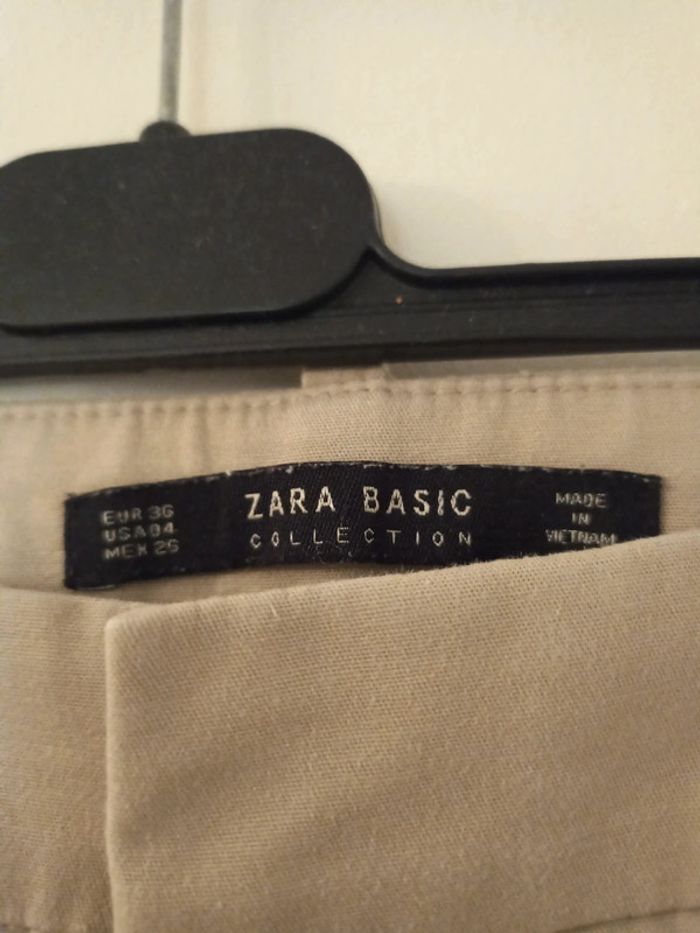 EUR 36
USA 04
MEX 26
ZARA BASIC
COLLECTION
MADE
IN
VIETNAM